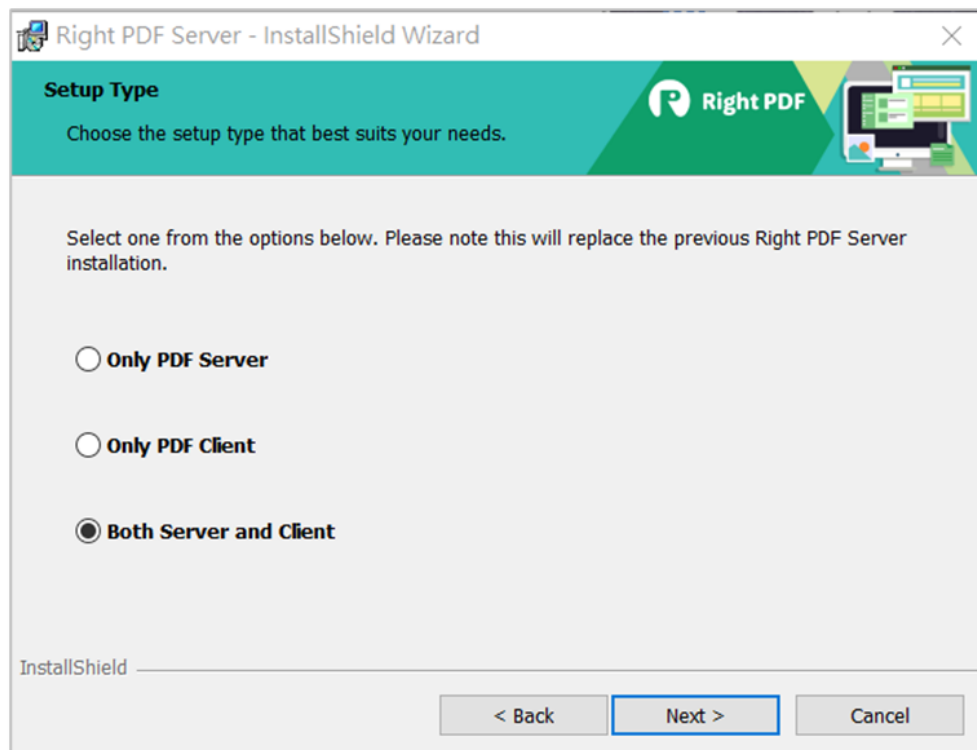 Right PDF Server - InstallShield Wizard
Setup Type
Choose the setup type that best suits your needs.
Right PDF
Select one from the options below. Please note this will replace the previous Right PDF Server
installation.
Only PDF Server
Only PDF Client
Both Server and Client
InstallShield
< Back
Next >
Cancel